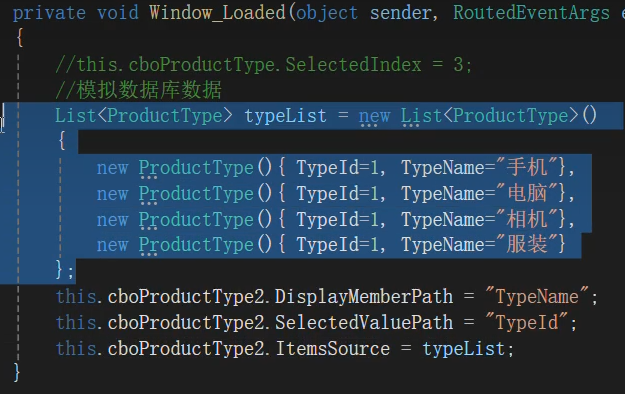 private void Window_Loaded(object sender, RoutedEventArgs
{
//this.cboProductType.SelectedIndex = 3;
//模拟数据库数据
List<ProductType> typeList = new List<ProductType>()
{
new ProductType(){ TypeId=1, TypeName="手机"},
new ProductType(){ TypeId=1, TypeName="电脑"},
new ProductType(){ TypeId=1, TypeName="相机"},
new ProductType(){ TypeId=1, TypeName="服装"}
};
this.cboProductType2.DisplayMemberPath = "TypeName";
this.cboProductType2.SelectedValuePath = "TypeId";
this.cboProductType2.ItemsSource = typeList;
}